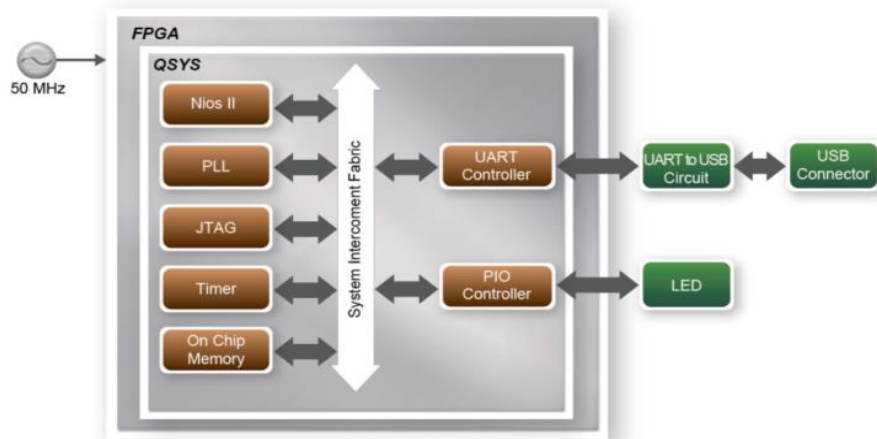 FPGA
QSYS
50 MHz
Nios II
PLL
JTAG
Timer
On Chip
Memory
System Intercoment Fabric
UART
Controller
PIO
Controller
UART to USB
Circuit
USB
Connector
LED